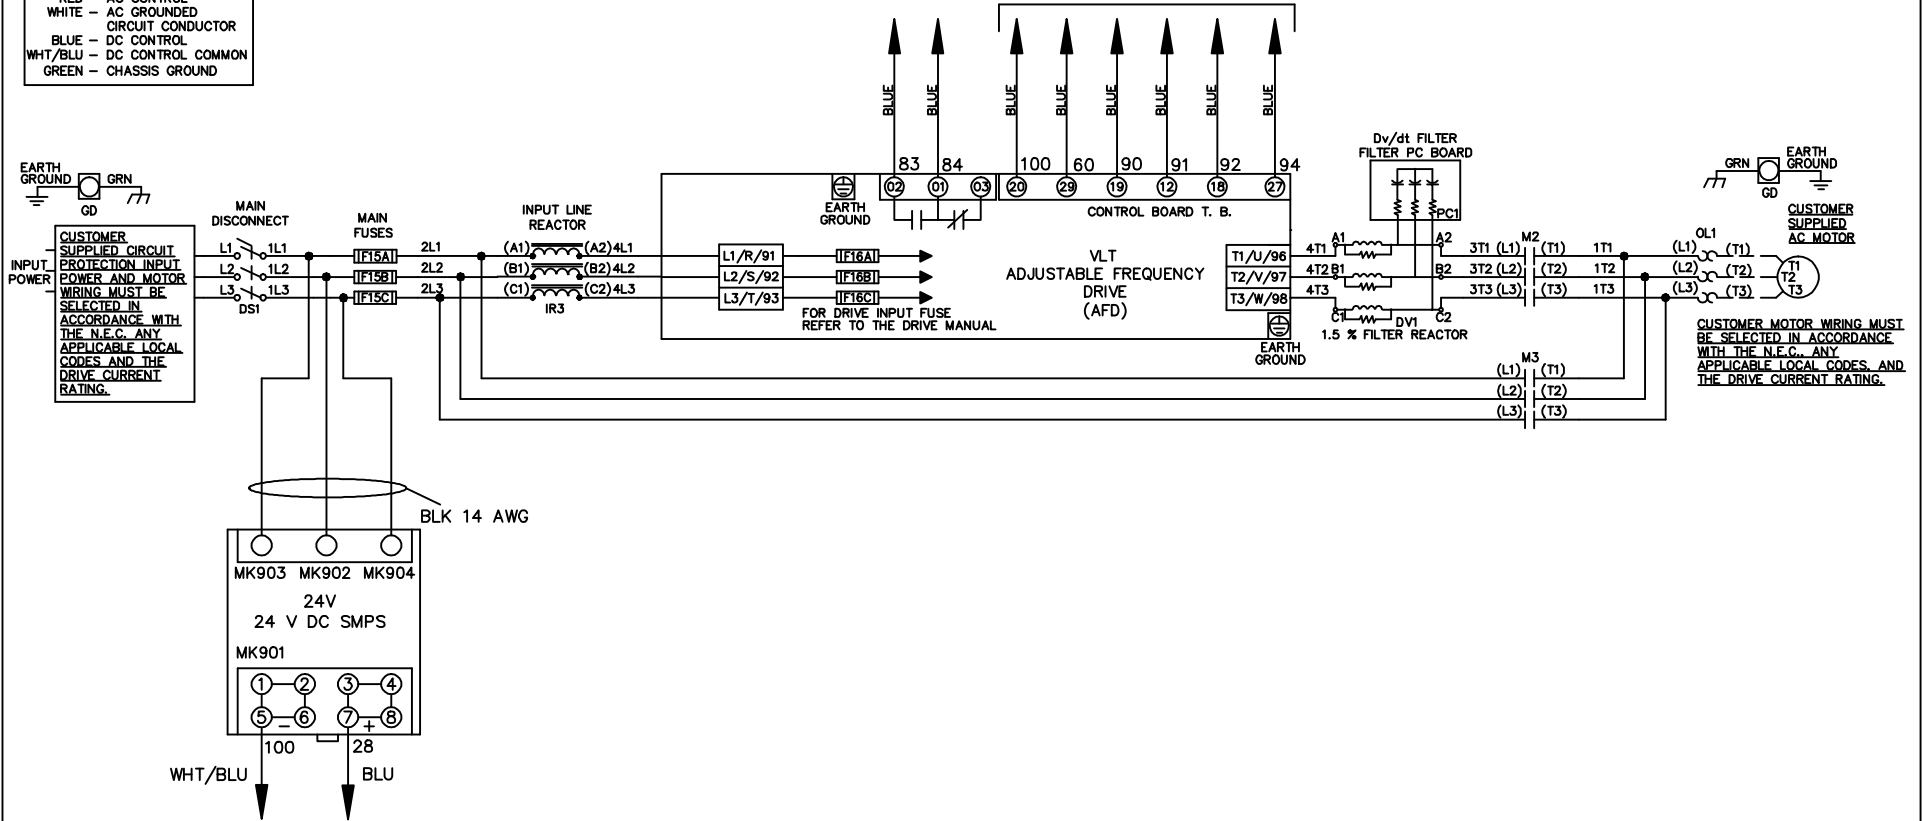 WHITE – AC GROUNDED
CIRCUIT CONDUCTOR
BLUE – DC CONTROL
WHT/BLU – DC CONTROL COMMON
GREEN – CHASSIS GROUND
BLUE
BLUE
BLUE
BLUE
BLUE
BLUE
BLUE
BLUE
83
84
100
60
90
91
92
94
02
01
03
20
29
19
12
18
27
EARTH
GROUND
CONTROL BOARD T. B.
EARTH
GROUND
GRN
GD
INPUT
POWER
CUSTOMER
SUPPLIED CIRCUIT
PROTECTION INPUT
POWER AND MOTOR
WIRING MUST BE
SELECTED IN
ACCORDANCE WITH
THE N.E.C. ANY
APPLICABLE LOCAL
CODES AND THE
DRIVE CURRENT
RATING.
MAIN
DISCONNECT
L1 1L1
L2 1L2
L3 1L3
DS1
MAIN
FUSES
F15A
F15B
F15C
2L1
2L2
2L3
INPUT LINE
REACTOR
(A1) (A2) 4L1
(B1) (B2) 4L2
(C1) (C2) 4L3
IR3
L1/R/91
L2/S/92
L3/T/93
F16A
F16B
F16C
FOR DRIVE INPUT FUSE
REFER TO THE DRIVE MANUAL
VLT
ADJUSTABLE FREQUENCY
DRIVE
(AFD)
T1/U/96
T2/V/97
T3/W/98
EARTH
GROUND
4T1
4T2
4T3
Dv/dt FILTER
FILTER PC BOARD
PC1
A1 A2
B1 B2
C1 C2
DV1
1.5 % FILTER REACTOR
M2
3T1 (L1) (T1) 1T1
3T2 (L2) (T2) 1T2
3T3 (L3) (T3) 1T3
M3
(L1) (T1)
(L2) (T2)
(L3) (T3)
GRN
EARTH
GROUND
GD
CUSTOMER
SUPPLIED
AC MOTOR
OL1
(L1) (T1)
(L2) (T2)
(L3) (T3)
T1
T2
T3
CUSTOMER MOTOR WIRING MUST
BE SELECTED IN ACCORDANCE
WITH THE N.E.C., ANY
APPLICABLE LOCAL CODES, AND
THE DRIVE CURRENT RATING.
BLK 14 AWG
MK903 MK902 MK904
24V
24 V DC SMPS
MK901
1 2 3 4
5 6 7 8
– +
100 28
WHT/BLU BLU